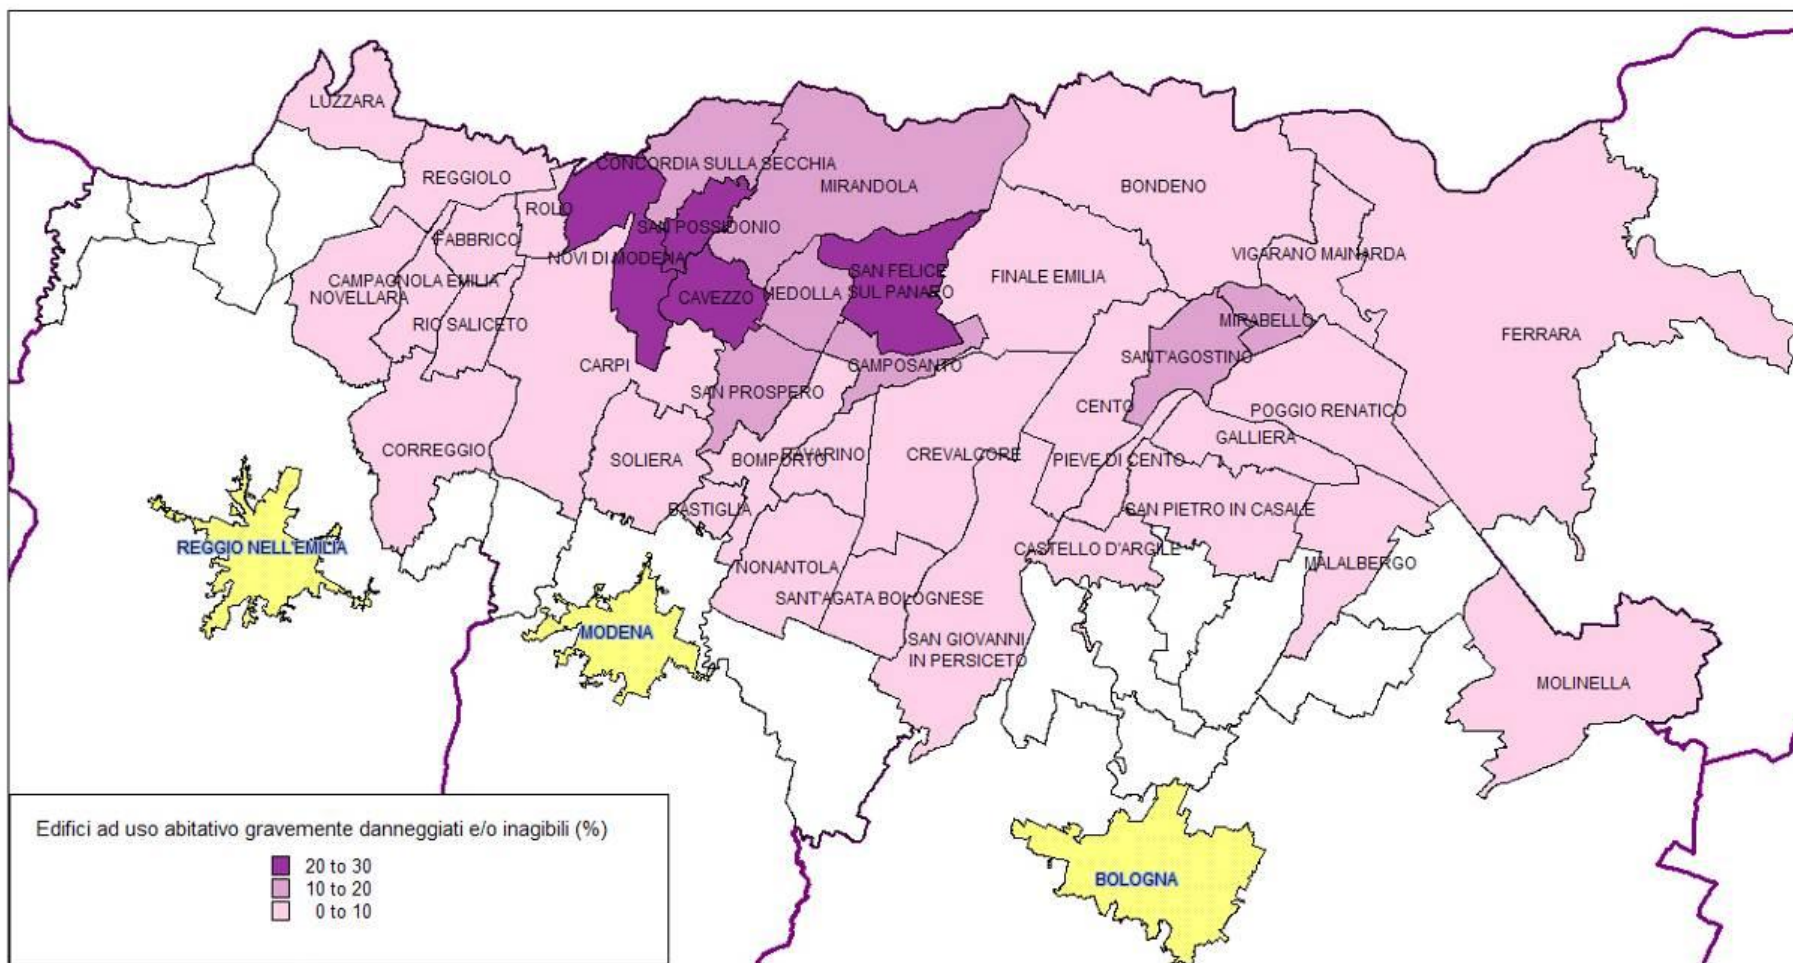 LUZZARA
CONCORDIA SULLA SECCHIA
REGGIOLO
MIRANDOLA
BONDENO
ROLO
SAN POSSIDONIO
FABBRICO
NOVI DI MODENA
VIGARANO MAINARDA
CAMPAGNOLA EMILIA
SAN FELICE
SUL PANARO
FINALE EMILIA
NOVELLARA
CAVEZZO
MEDOLLA
RIO SALICETO
MIRABELLO
FERRARA
SANT'AGOSTINO
CARPI
CAMPOSANTO
SAN PROSPERO
CENTO
POGGIO RENATICO
GALLIERA
CORREGGIO
SOLIERA
BOMPORTO
RAVARINO
CREVALCORE
PIEVE DI CENTO
BASTIGLIA
SAN PIETRO IN CASALE
REGGIO NELL'EMILIA
CASTELLO D'ARGILE
NONANTOLA
MALALBERGO
SANT'AGATA BOLOGNESE
MODENA
SAN GIOVANNI
IN PERSICETO
MOLINELLA
Edifici ad uso abitativo gravemente danneggiati e/o inagibili (%)
20 to 30
10 to 20
0 to 10
BOLOGNA